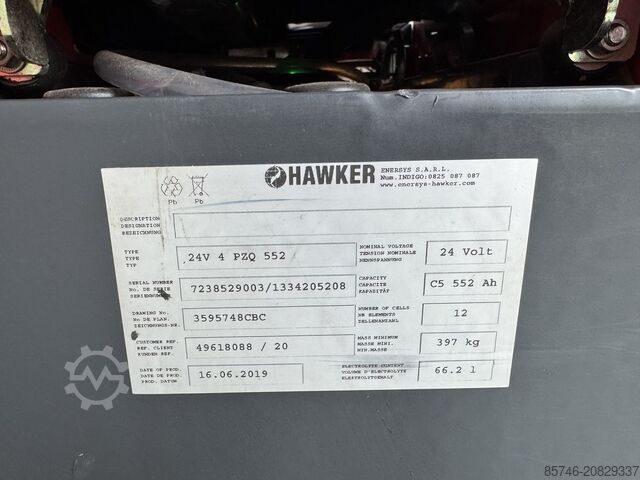 HAWKER
ENERSYS S.A.R.L.
Num.INDIGO:0825 087 087
www.enersys-hawker.com
Pb Pb
DESCRIPTION
DESIGNATION
BEZEICHNUNG
TYPE
TYPE
TYP
24V 4 PZQ 552
NOMINAL VOLTAGE
TENSION NOMINALE
NENNSPANNUNG
24 Volt
SERIAL NUMBER
No. DE SERIE
SERIENNUMMER
7238529003/1334205208
CAPACITY
CAPACITE
KAPAZITÄT
C5 552 Ah
DRAWING No.
No DE PLAN.
ZEICHNUNGS-NR.
3595748CBC
NUMBER OF CELLS
NB ELEMENTS
ZELLENANZAHL
12
CUSTOMER REF.
REF. CLIENT
KUNDEN REF.
49618088 / 20
MASS MINIMUM
MASSE MINI.
MIN.MASSE
397 kg
DATE OF PROD.
DATE DE PROD.
PROD. DATUM
16.06.2019
ELECTROLYTE CONTENT
VOLUME D'ELECTROLYTE
ELEKTROLYTGEHALT
66.2 l
85746-20829337